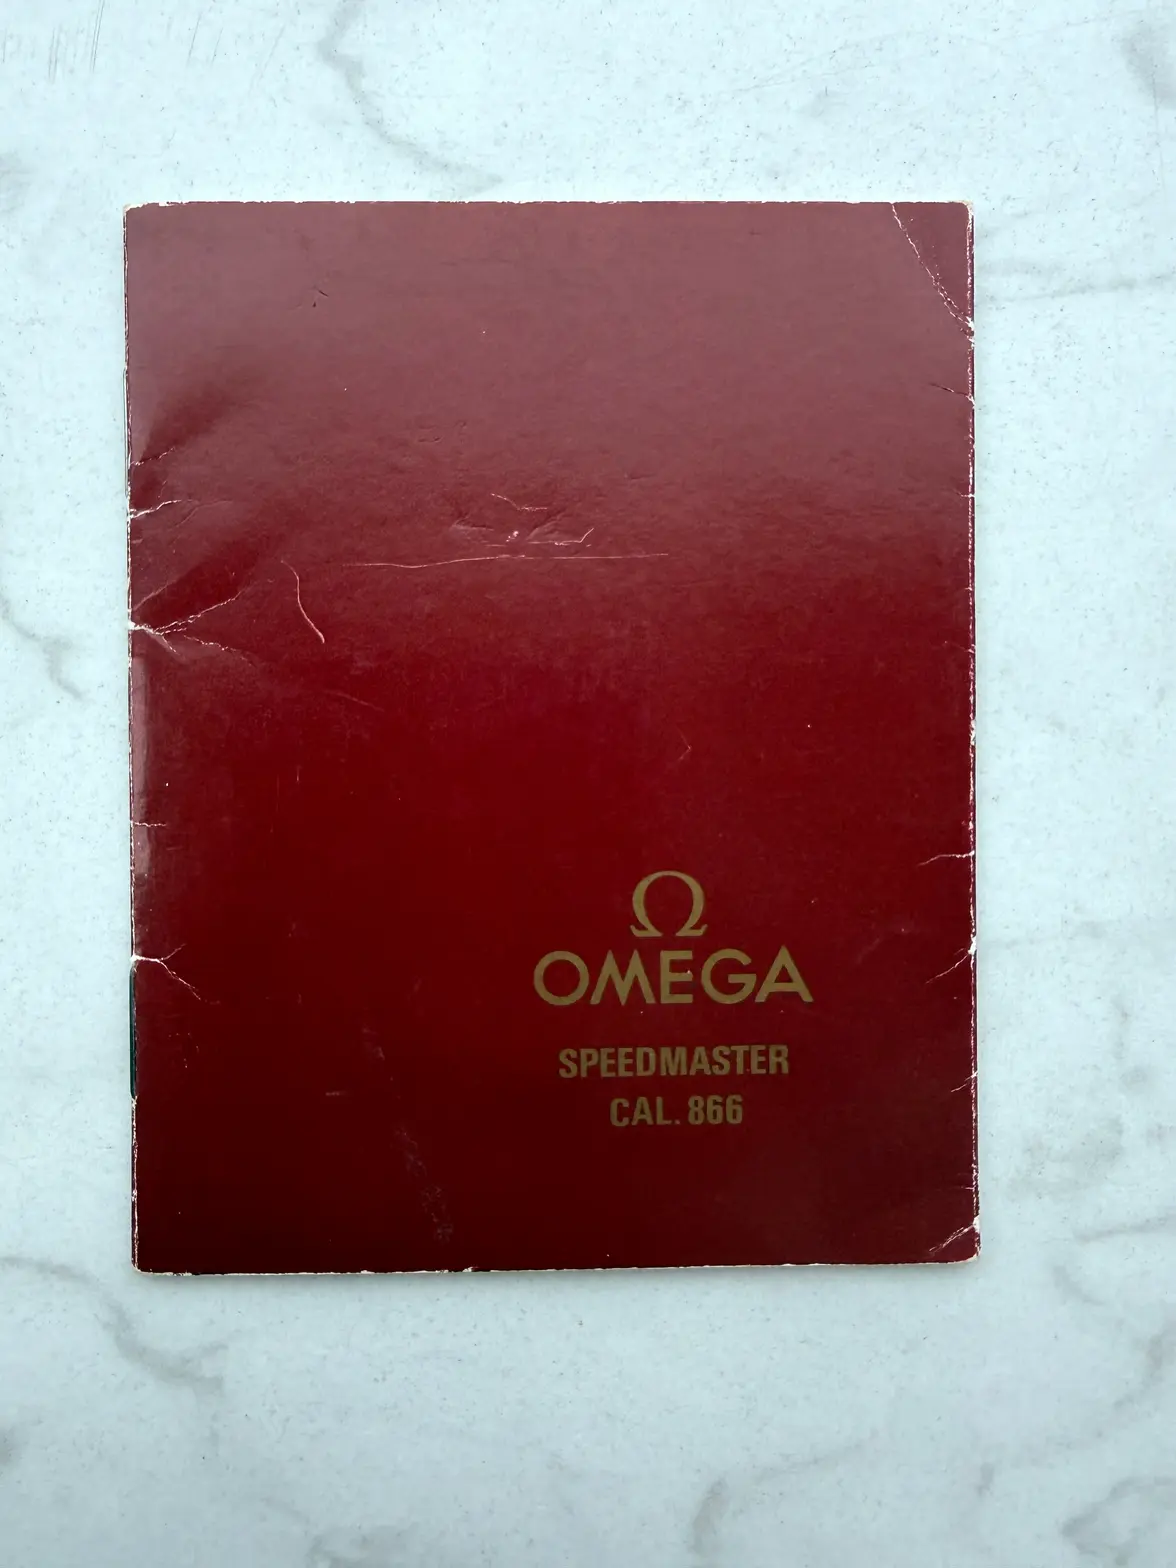 Ω
OMEGA
SPEEDMASTER
CAL. 866